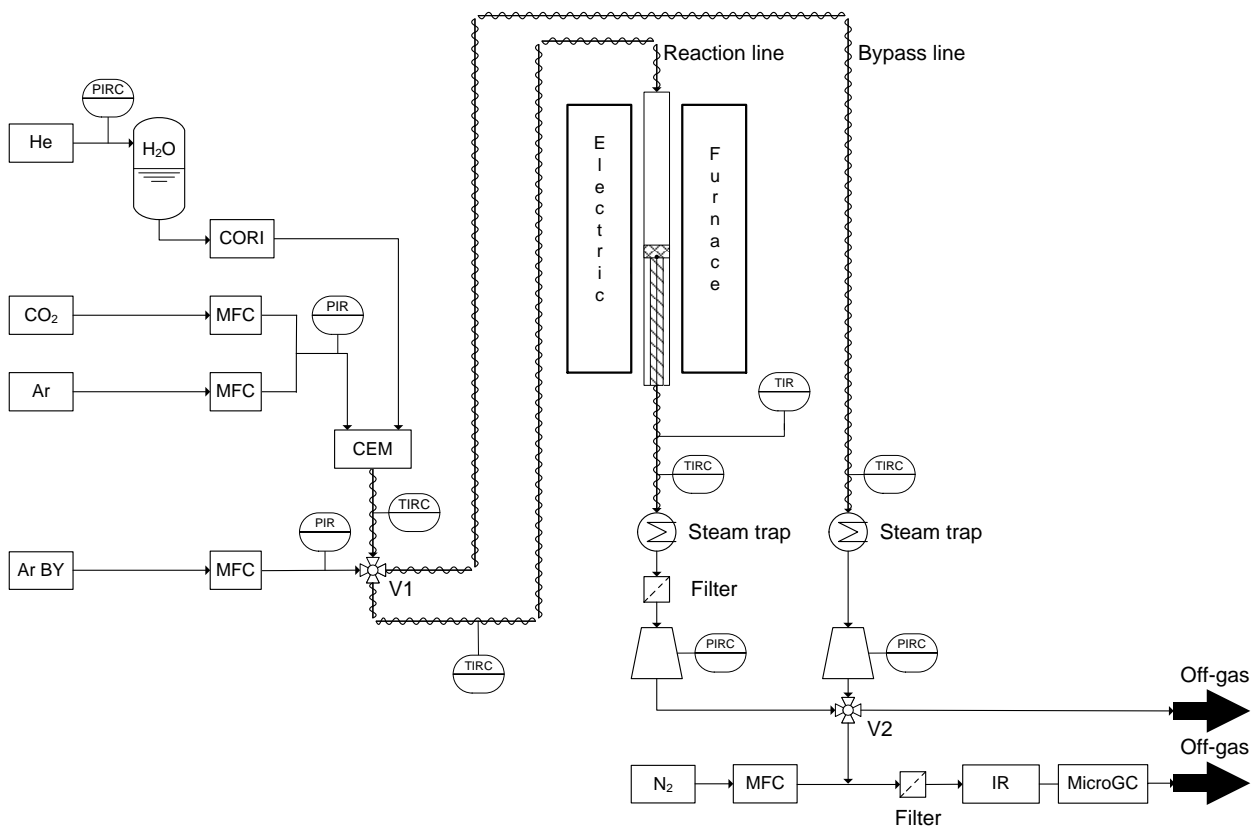 Reaction line
Bypass line
PIRC
He
H₂O
Electric
Furnace
CORI
CO₂
MFC
PIR
Ar
MFC
TIR
CEM
TIRC
TIRC
TIRC
PIR
Steam trap
Steam trap
Ar BY
MFC
V1
Filter
TIRC
PIRC
PIRC
Off-gas
V2
Off-gas
N₂
MFC
IR
MicroGC
Filter